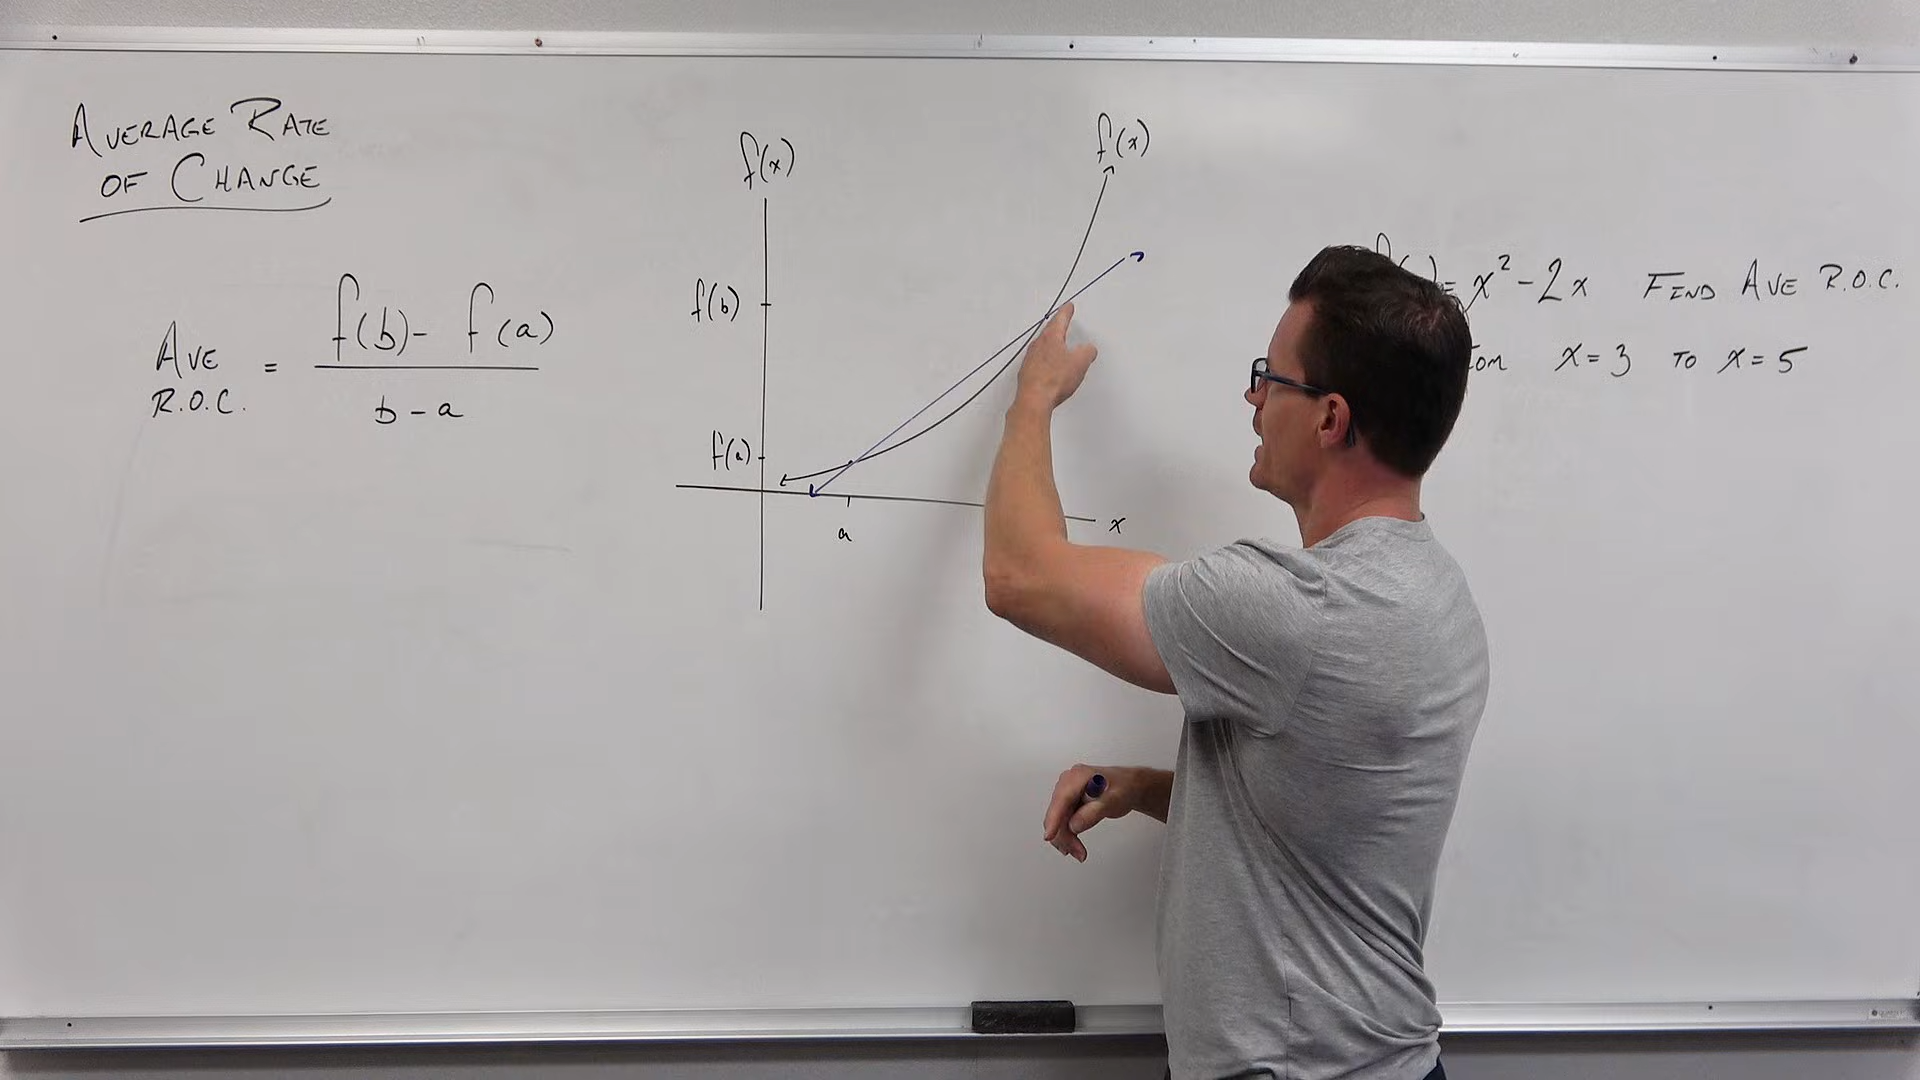 AVERAGE RATE
OF CHANGE
AVE
R.O.C.
=
f(b) - f(a)
b - a
f(x)
f(b)
f(a)
a
x
f(x)
= x² - 2x FIND AVE R.O.C.
x = 3 TO x = 5